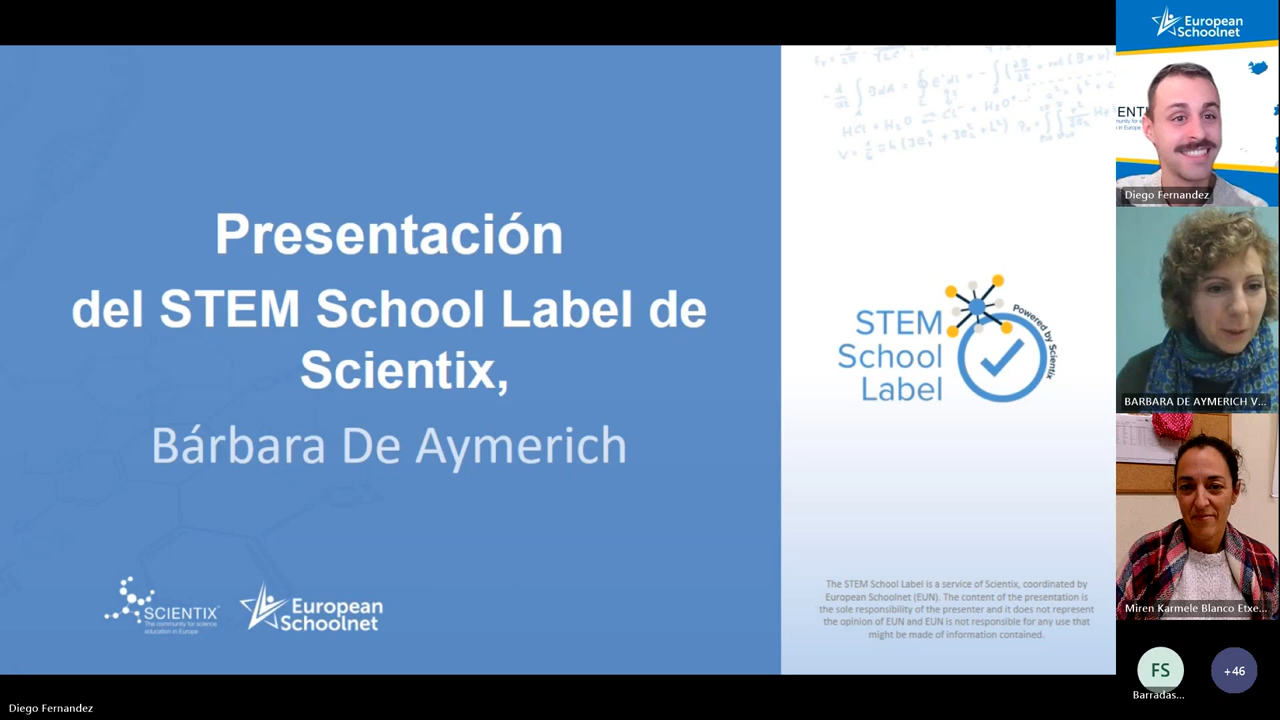 Presentación
del STEM School Label de
Scientix,
Bárbara De Aymerich
SCIENTIX
The community for science
education in Europe
European
Schoolnet
STEM
School
Label
Powered by Scientix
The STEM School Label is a service of Scientix, coordinated by
European Schoolnet (EUN). The content of the presentation is
the sole responsibility of the presenter and it does not represent
the opinion of EUN and EUN is not responsible for any use that
might be made of information contained.
European
Schoolnet
Diego Fernandez
BARBARA DE AYMERICH V...
Miren Karmele Blanco Etxe...
FS
Barradas...
+46
Diego Fernandez